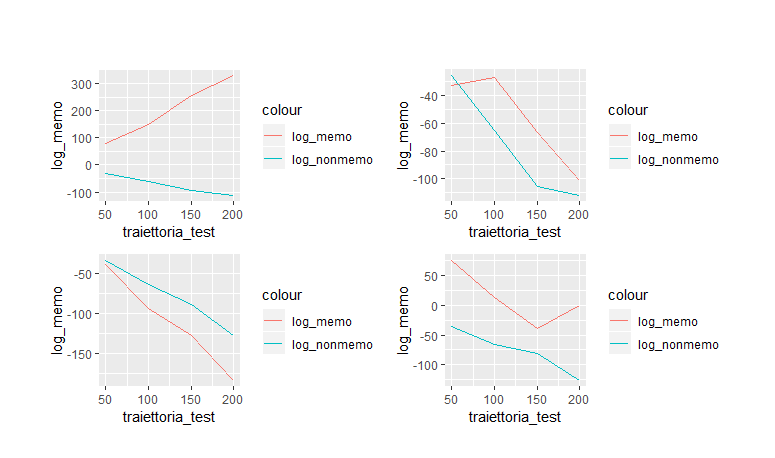 log_memo
300
200
100
0
-100
50 100 150 200
traiettoria_test
colour
log_memo
log_nonmemo
log_memo
-40
-60
-80
-100
50 100 150 200
traiettoria_test
colour
log_memo
log_nonmemo
log_memo
-50
-100
-150
50 100 150 200
traiettoria_test
colour
log_memo
log_nonmemo
log_memo
50
0
-50
-100
50 100 150 200
traiettoria_test
colour
log_memo
log_nonmemo